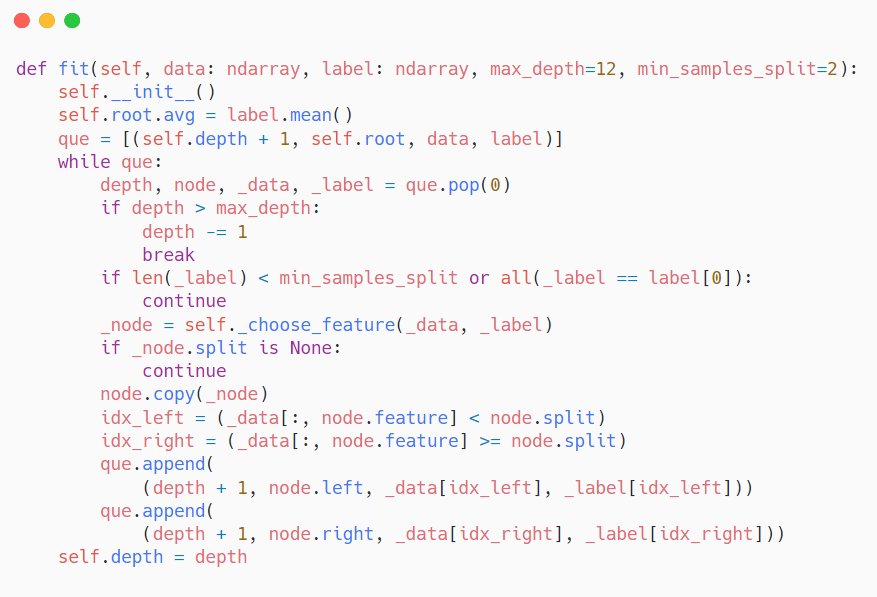 def fit(self, data: ndarray, label: ndarray, max_depth=12, min_samples_split=2):
    self.__init__()
    self.root.avg = label.mean()
    que = [(self.depth + 1, self.root, data, label)]
    while que:
        depth, node, _data, _label = que.pop(0)
        if depth > max_depth:
            depth -= 1
            break
        if len(_label) < min_samples_split or all(_label == label[0]):
            continue
        _node = self._choose_feature(_data, _label)
        if _node.split is None:
            continue
        node.copy(_node)
        idx_left = (_data[:, node.feature] < node.split)
        idx_right = (_data[:, node.feature] >= node.split)
        que.append(
            (depth + 1, node.left, _data[idx_left], _label[idx_left]))
        que.append(
            (depth + 1, node.right, _data[idx_right], _label[idx_right]))
    self.depth = depth